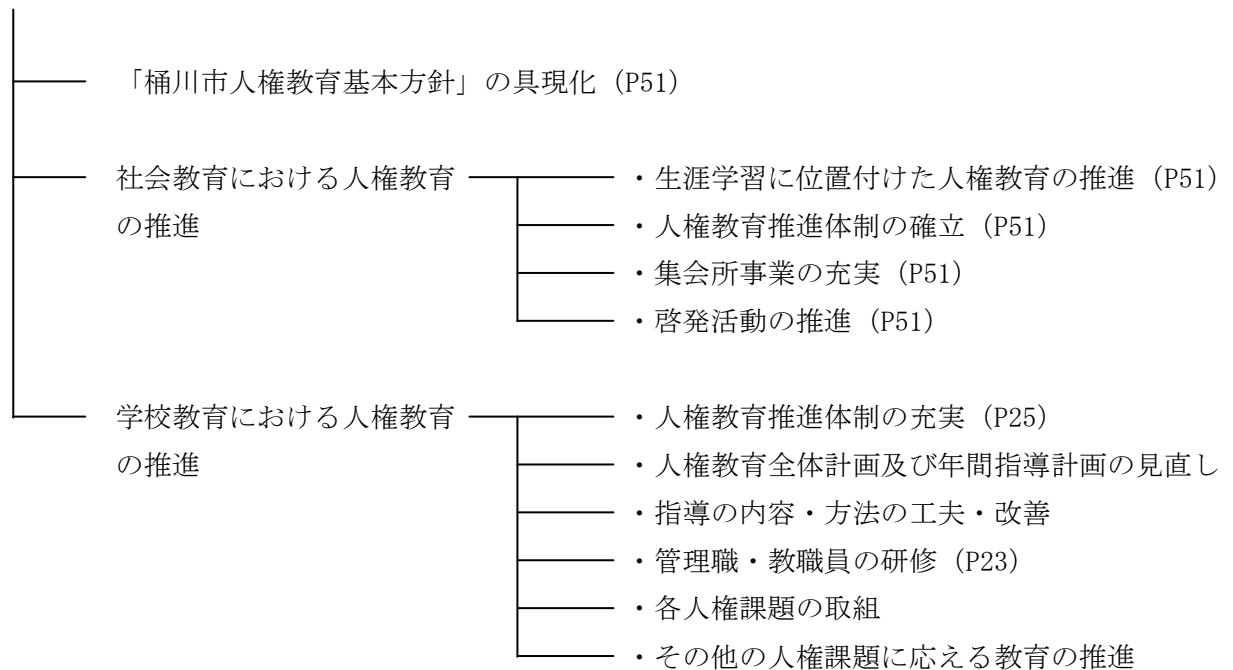 「桶川市人権教育基本方針」の具現化（P51）
社会教育における人権教育
の推進
・生涯学習に位置付けた人権教育の推進（P51）
・人権教育推進体制の確立（P51）
・集会所事業の充実（P51）
・啓発活動の推進（P51）
学校教育における人権教育
の推進
・人権教育推進体制の充実（P25）
・人権教育全体計画及び年間指導計画の見直し
・指導の内容・方法の工夫・改善
・管理職・教職員の研修（P23）
・各人権課題の取組
・その他の人権課題に応える教育の推進